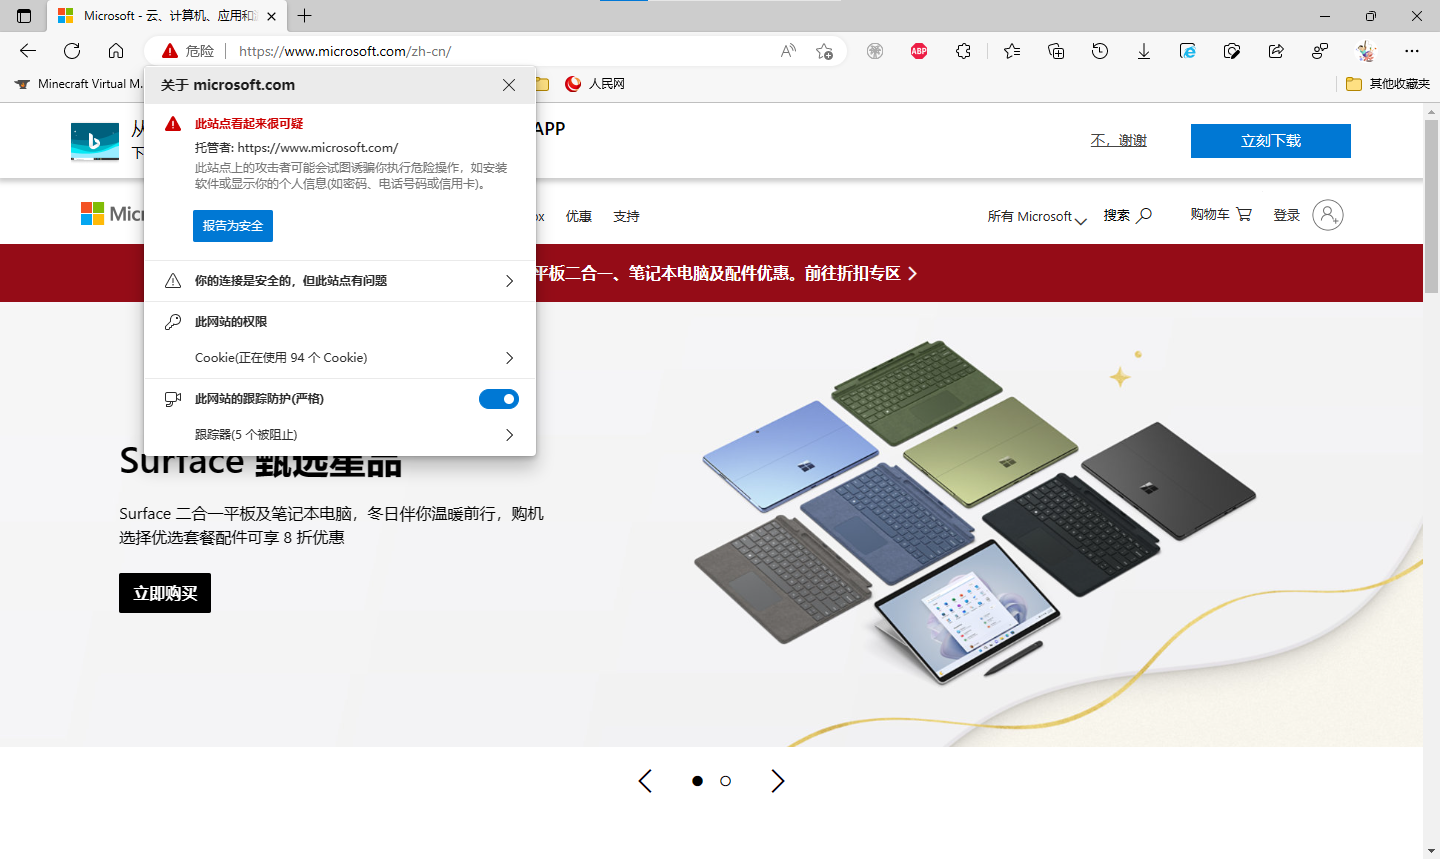 Microsoft - 云、计算机、应用和
危险
https://www.microsoft.com/zh-cn/
ABP
Minecraft Virtual M
人民网
其他收藏夹
关于 microsoft.com
此站点看起来很可疑
托管者: https://www.microsoft.com/
此站点上的攻击者可能会试图诱骗你执行危险操作，如安装
软件或显示你的个人信息(如密码、电话号码或信用卡)。
报告为安全
你的连接是安全的，但此站点有问题
此网站的权限
Cookie(正在使用 94 个 Cookie)
此网站的跟踪防护(严格)
跟踪器(5 个被阻止)
从
APP
下
不，谢谢
立刻下载
Micr
ox
优惠
支持
所有 Microsoft
搜索
购物车
登录
平板二合一、笔记本电脑及配件优惠。前往折扣专区
Surface 甄选星品
Surface 二合一平板及笔记本电脑，冬日伴你温暖前行，购机
选择优选套餐配件可享 8 折优惠
立即购买